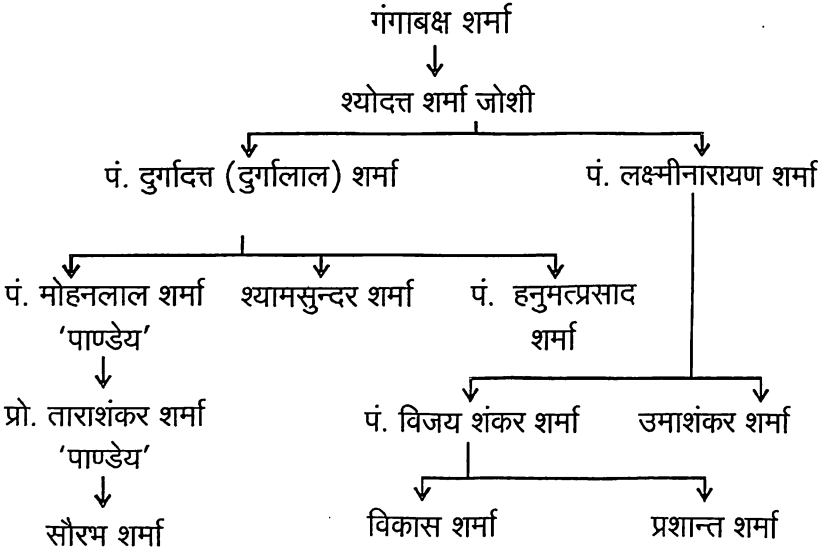 गंगाबक्ष शर्मा
श्योदत्त शर्मा जोशी
पं. दुर्गादत्त (दुर्गालाल) शर्मा
पं. लक्ष्मीनारायण शर्मा
पं. मोहनलाल शर्मा
'पाण्डेय'
श्यामसुन्दर शर्मा
पं. हनुमत्प्रसाद
शर्मा
प्रो. ताराशंकर शर्मा
'पाण्डेय'
पं. विजय शंकर शर्मा
उमाशंकर शर्मा
सौरभ शर्मा
विकास शर्मा
प्रशान्त शर्मा